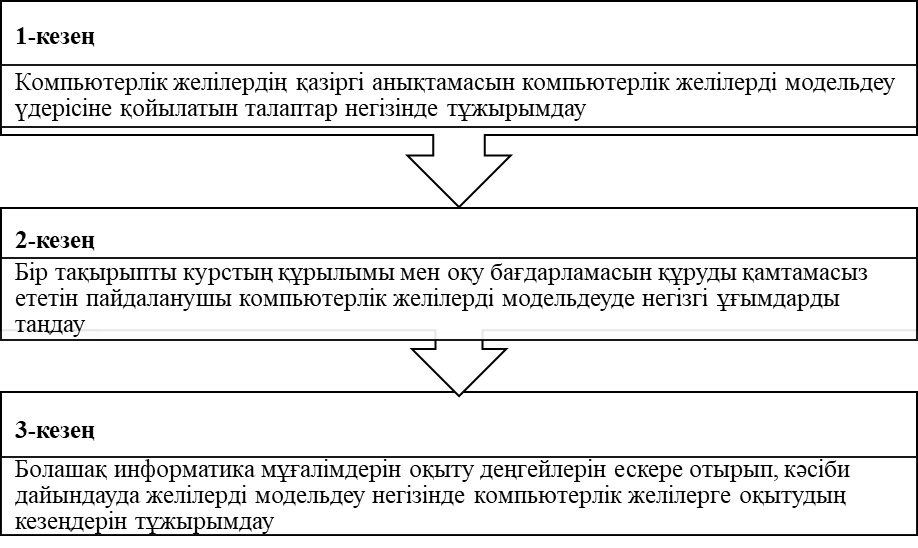 1-кезең
Компьютерлік желілердің қазіргі анықтамасын компьютерлік желілерді модельдеу
үдерісіне қойылатын талаптар негізінде тұжырымдау
2-кезең
Бір тақырыпты курстың құрылымы мен оқу бағдарламасын құруды қамтамасыз
ететін пайдаланушы компьютерлік желілерді модельдеуде негізгі ұғымдарды
таңдау
3-кезең
Болашақ информатика мұғалімдерін оқыту деңгейлерін ескере отырып, кәсіби
дайындауда желілерді модельдеу негізінде компьютерлік желілерге оқытудың
кезеңдерін тұжырымдау